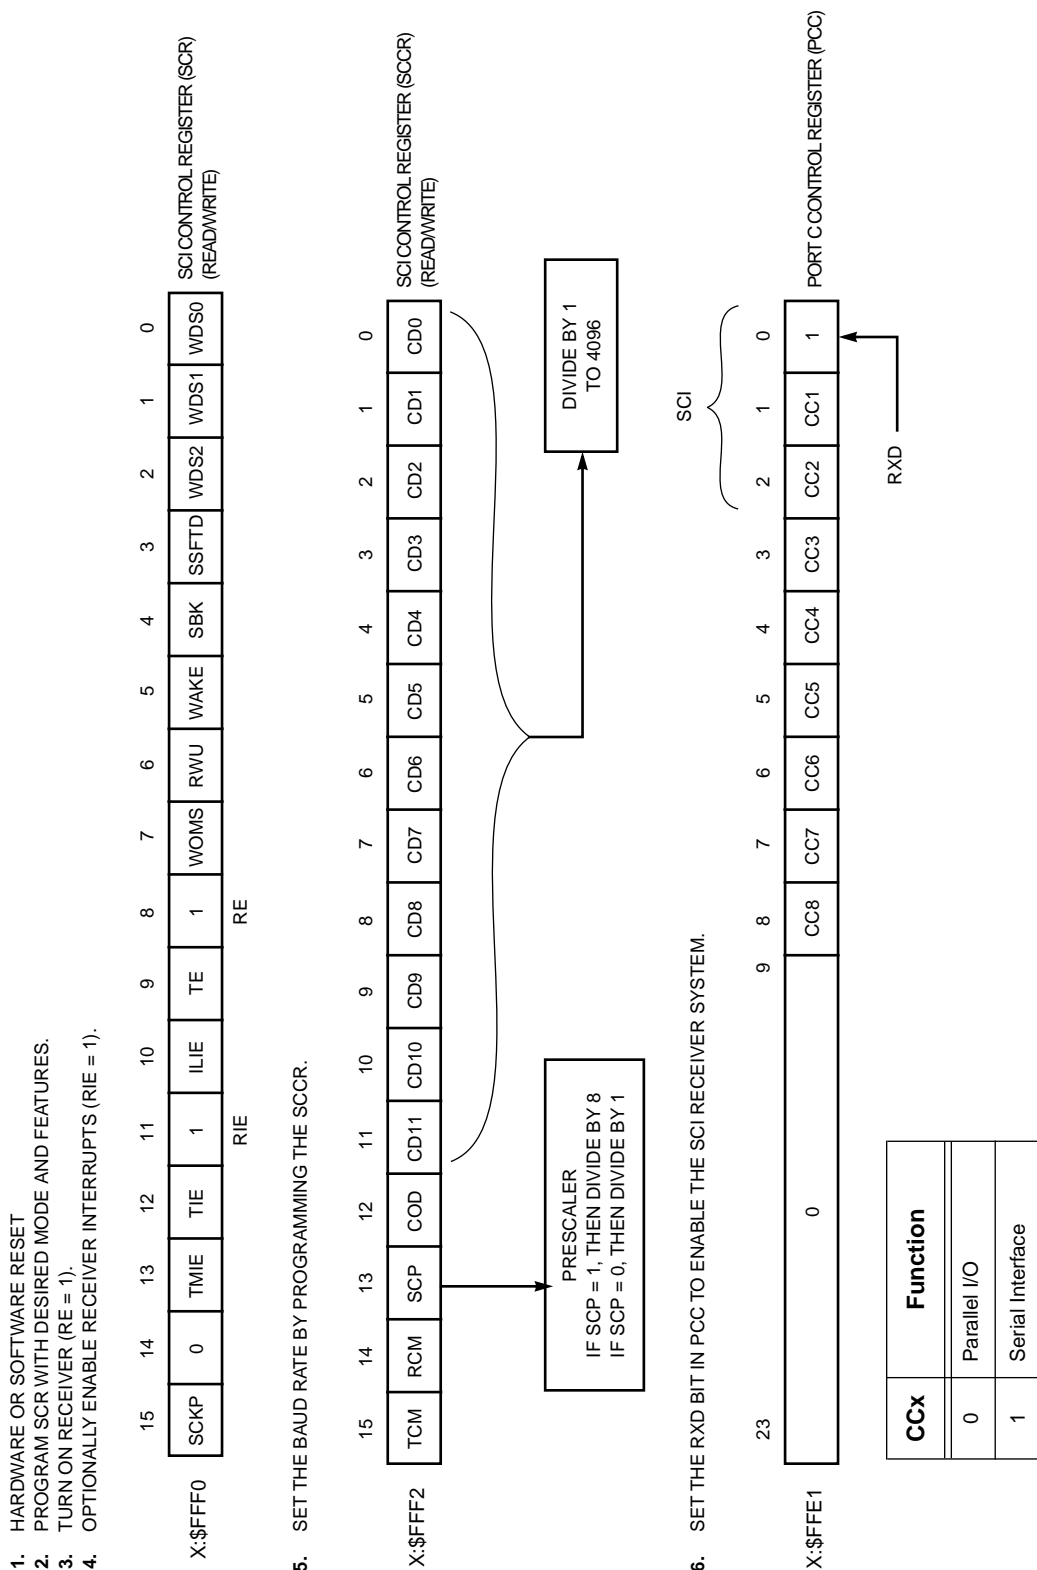 1. HARDWARE OR SOFTWARE RESET
2. PROGRAM SCR WITH DESIRED MODE AND FEATURES.
3. TURN ON RECEIVER (RE = 1).
4. OPTIONALLY ENABLE RECEIVER INTERRUPTS (RIE = 1).
15 14 13 12 11 10 9 8 7 6 5 4 3 2 1 0
X:$FFF0 SCKP 0 TMIE TIE 1 ILIE TE 1 WOMS RWU WAKE SBK SSFTD WDS2 WDS1 WDS0
SCI CONTROL REGISTER (SCR)
(READ/WRITE)
RIE RE
5. SET THE BAUD RATE BY PROGRAMMING THE SCCR.
15 14 13 12 11 10 9 8 7 6 5 4 3 2 1 0
X:$FFF2 TCM RCM SCP COD CD11 CD10 CD9 CD8 CD7 CD6 CD5 CD4 CD3 CD2 CD1 CD0
SCI CONTROL REGISTER (SCCR)
(READ/WRITE)
PRESCALER
IF SCP = 1, THEN DIVIDE BY 8
IF SCP = 0, THEN DIVIDE BY 1
DIVIDE BY 1
TO 4096
6. SET THE RXD BIT IN PCC TO ENABLE THE SCI RECEIVER SYSTEM.
SCI
23 9 8 7 6 5 4 3 2 1 0
X:$FFE1 0 CC8 CC7 CC6 CC5 CC4 CC3 CC2 CC1 1
PORT C CONTROL REGISTER (PCC)
RXD
CCx Function
0 Parallel I/O
1 Serial Interface